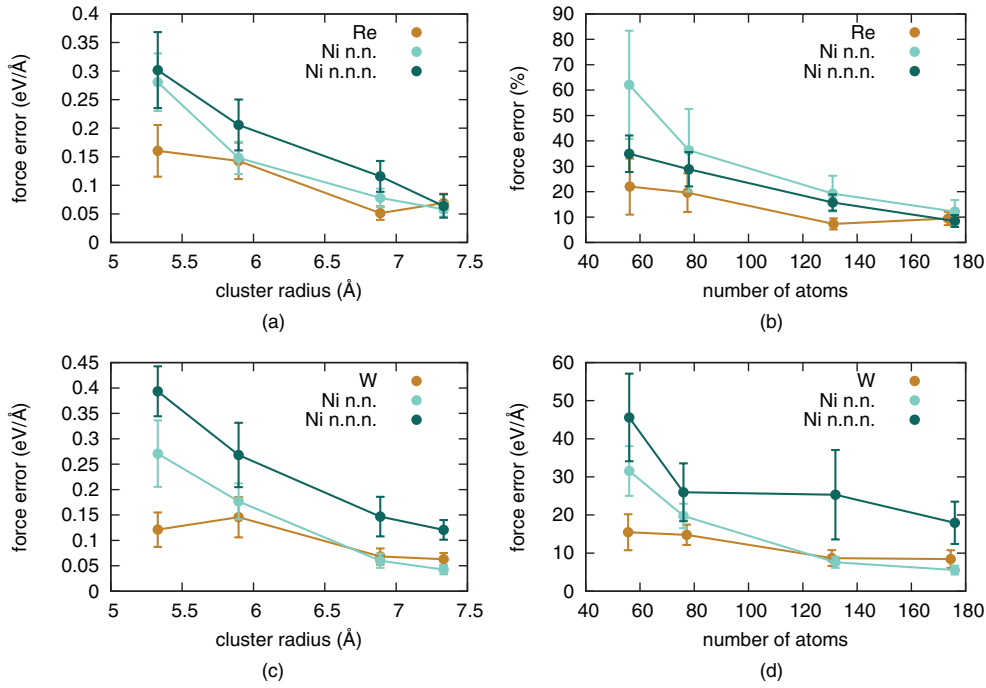 0.4
0.35
0.3
0.25
0.2
0.15
0.1
0.05
0
force error (eV/Å)
Re
Ni n.n.
Ni n.n.n.
5 5.5 6 6.5 7 7.5
cluster radius (Å)
(a)
90
80
70
60
50
40
30
20
10
0
force error (%)
Re
Ni n.n.
Ni n.n.n.
40 60 80 100 120 140 160 180
number of atoms
(b)
0.45
0.4
0.35
0.3
0.25
0.2
0.15
0.1
0.05
0
force error (eV/Å)
W
Ni n.n.
Ni n.n.n.
5 5.5 6 6.5 7 7.5
cluster radius (Å)
(c)
60
50
40
30
20
10
0
force error (eV/Å)
W
Ni n.n.
Ni n.n.n.
40 60 80 100 120 140 160 180
number of atoms
(d)